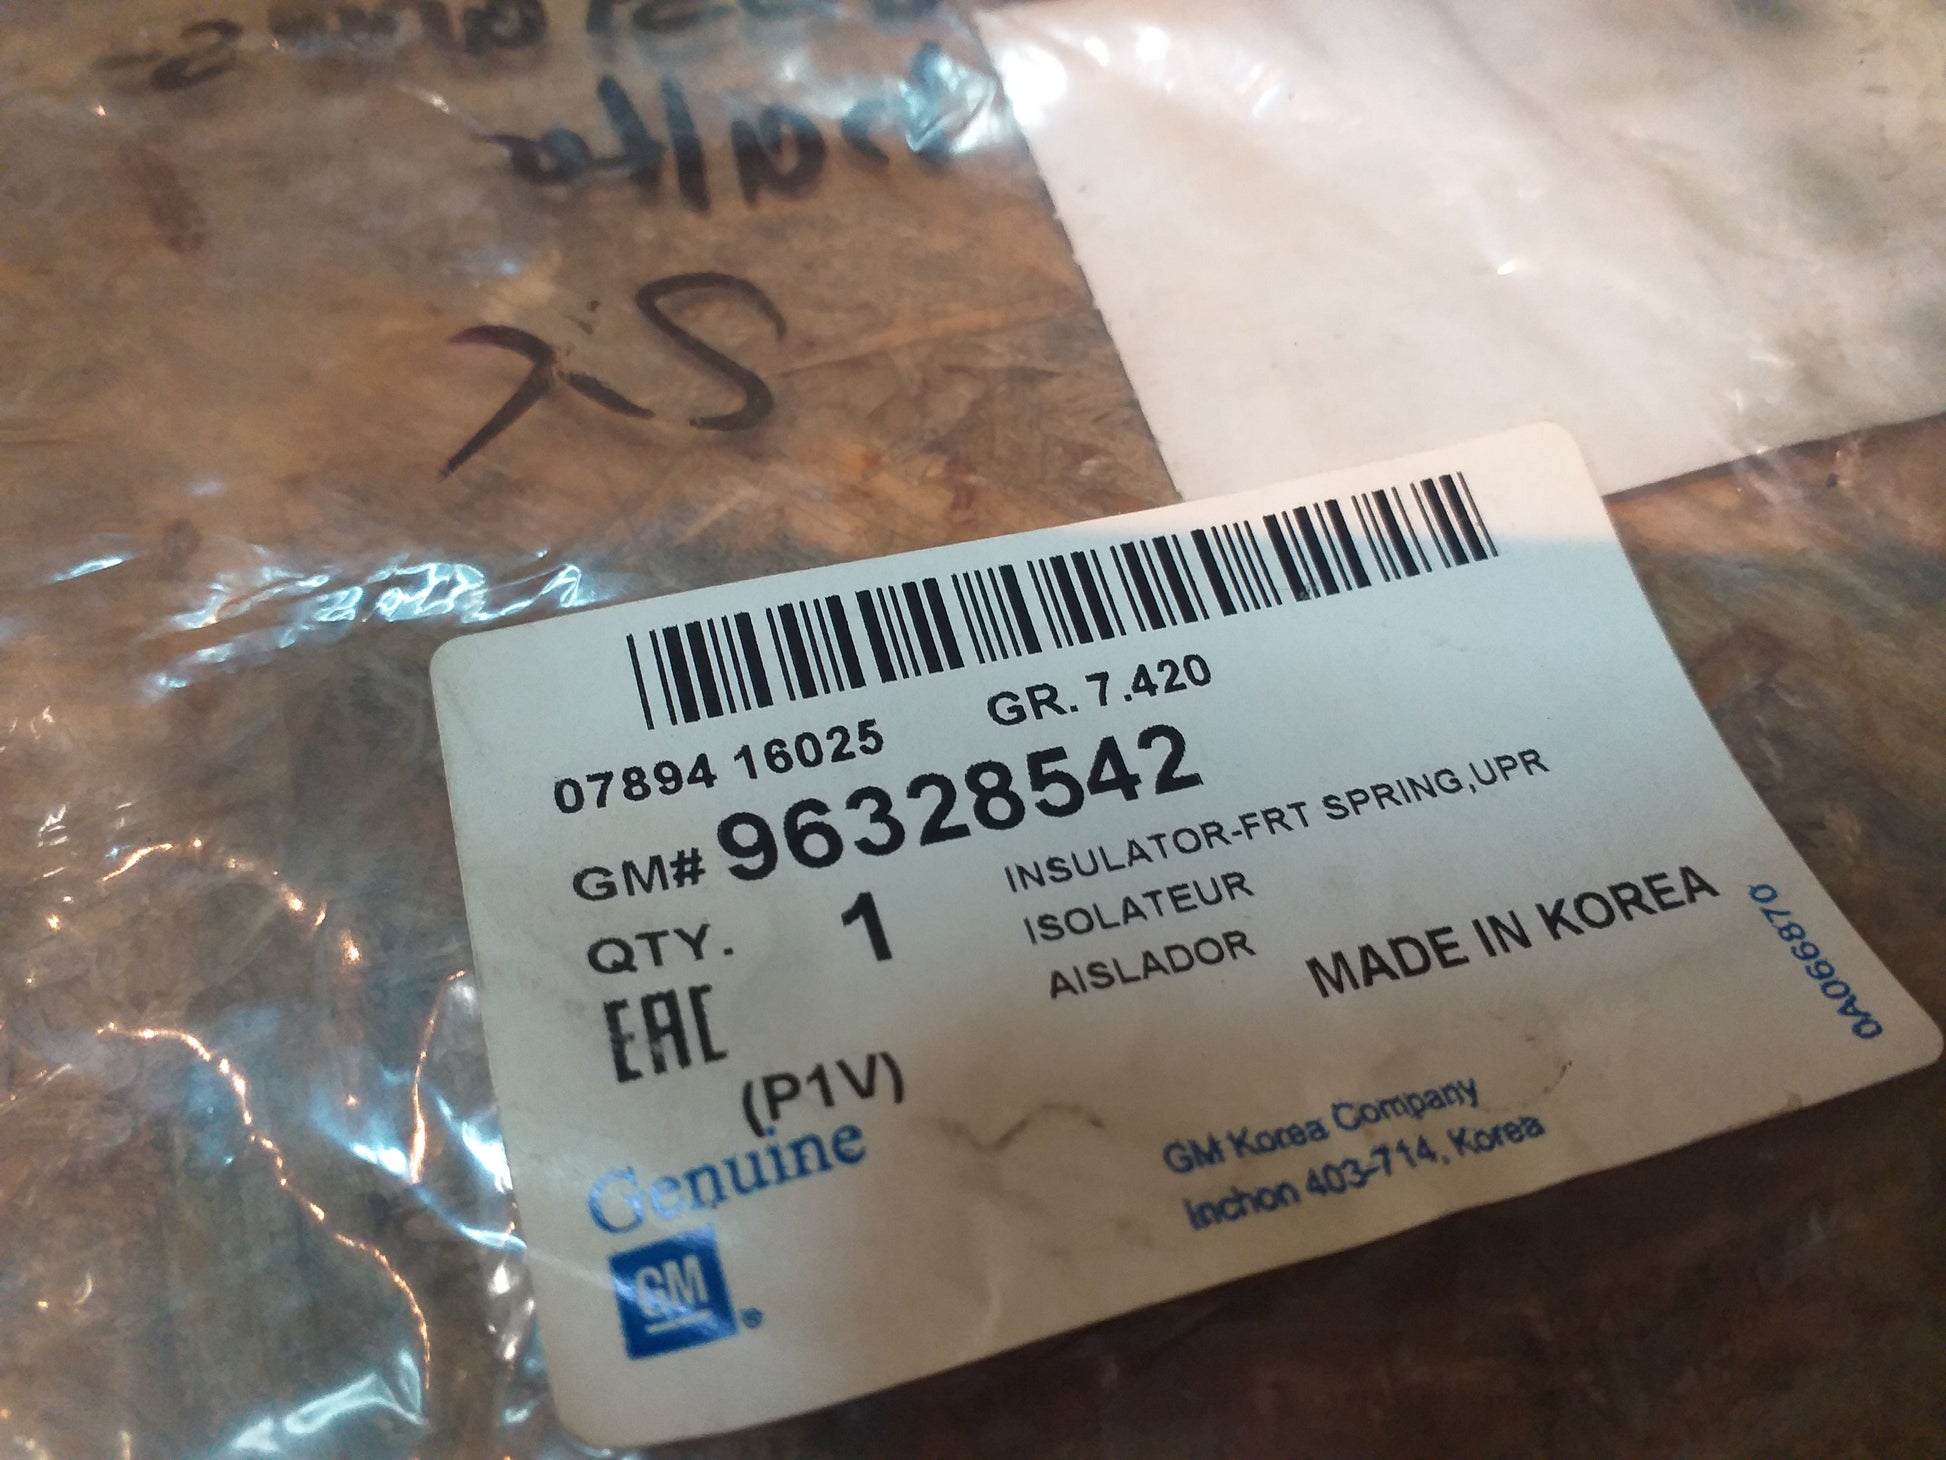 07894 16025 GR. 7.420
GM# 96328542
QTY. 1
INSULATOR-FRT SPRING,UPR
ISOLATEUR
AISLADOR
MADE IN KOREA
EAC
(P1V)
Genuine
GM
GM Korea Company
Inchon 403-714, Korea
0A066870